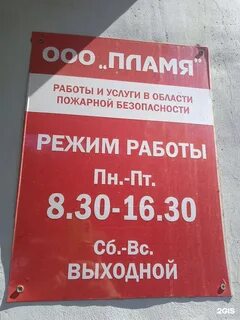 ООО „ПЛАМЯ"
РАБОТЫ И УСЛУГИ В ОБЛАСТИ
ПОЖАРНОЙ БЕЗОПАСНОСТИ
РЕЖИМ РАБОТЫ
Пн.-Пт.
8.30-16.30
Сб.-Вс.
ВЫХОДНОЙ
2GIS